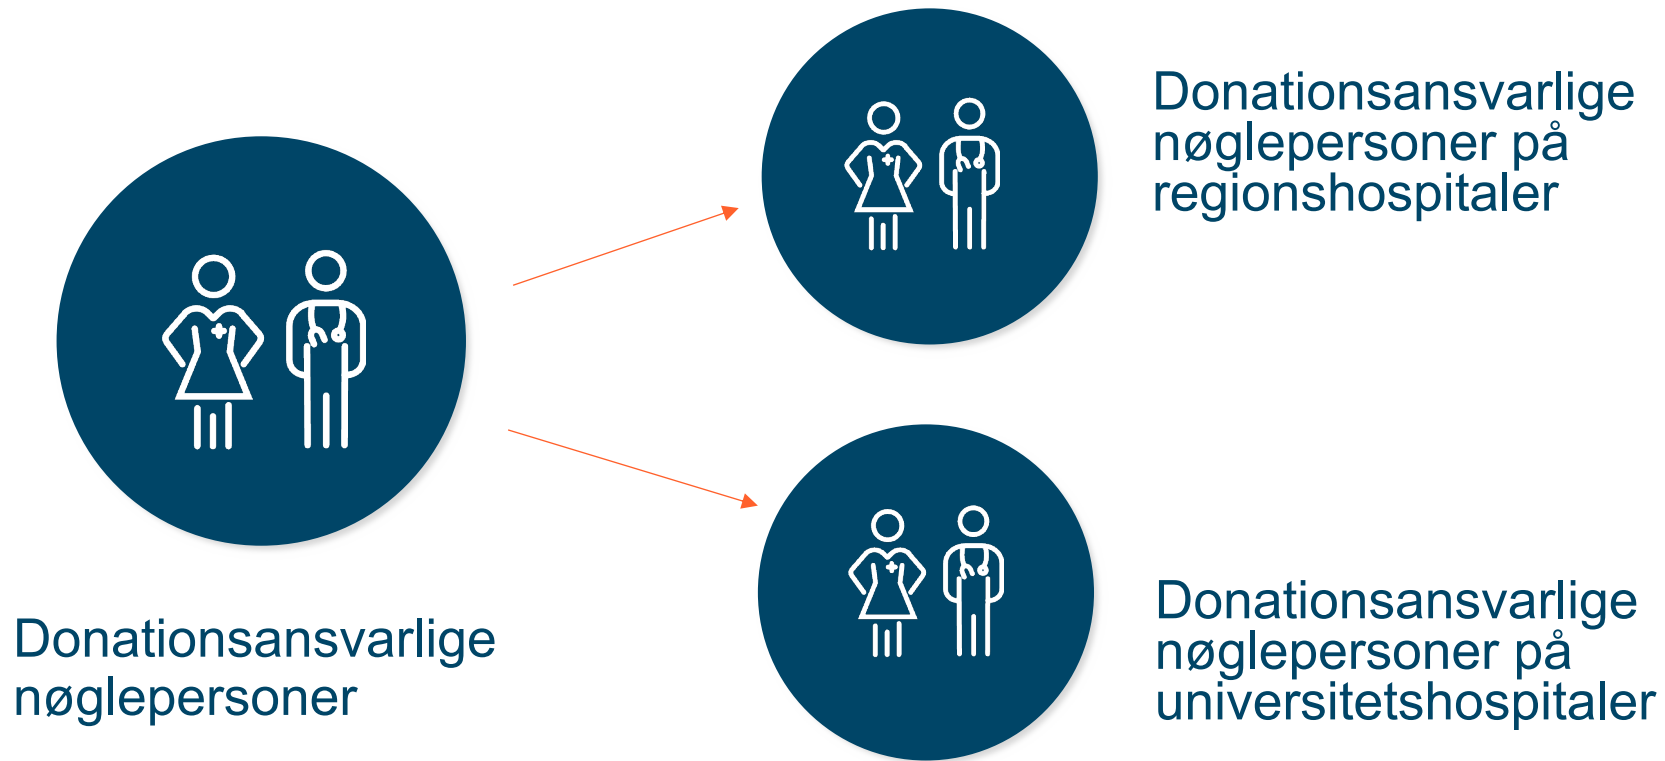 Donationsansvarlige
nøglepersoner
Donationsansvarlige
nøglepersoner på
regionshospitaler
Donationsansvarlige
nøglepersoner på
universitetshospitaler